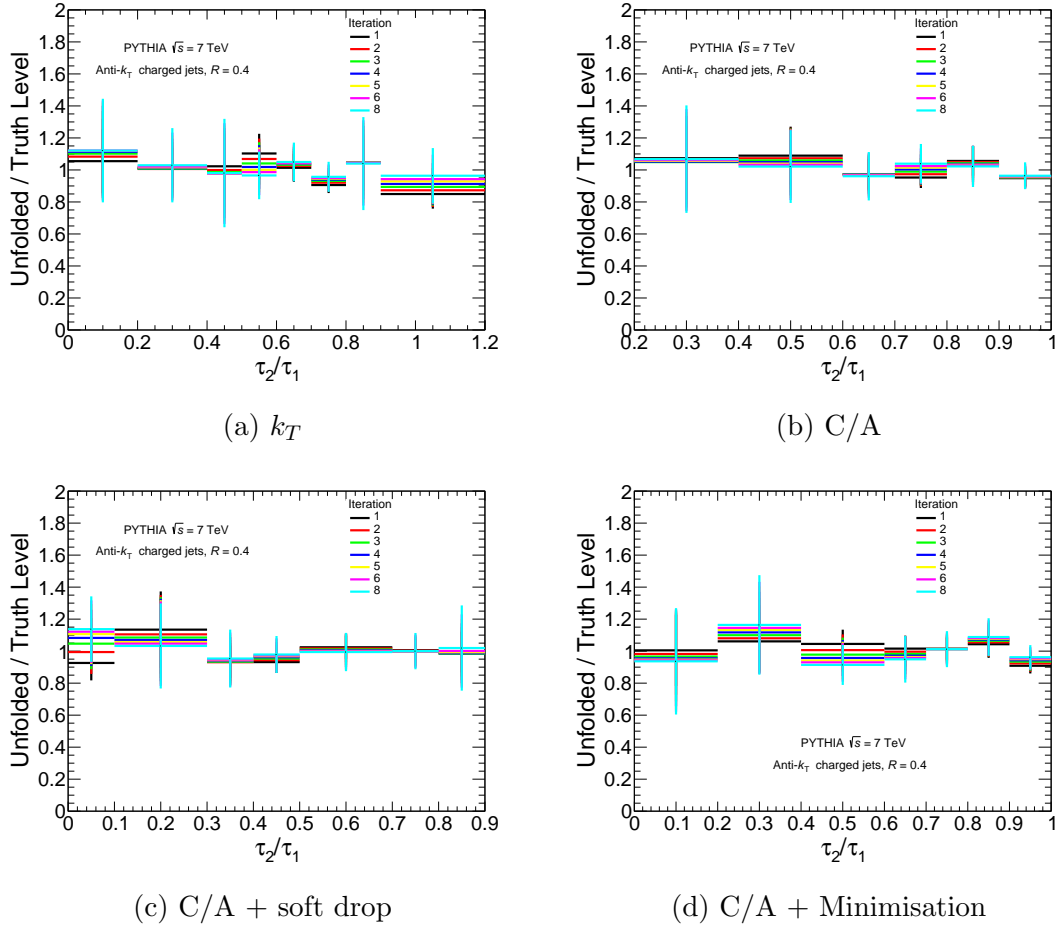 2
1.8
1.6
1.4
1.2
1
0.8
0.6
0.4
0.2
0
Unfolded / Truth Level
PYTHIA √s = 7 TeV
Anti-kT charged jets, R = 0.4
Iteration
1
2
3
4
5
6
8
0 0.2 0.4 0.6 0.8 1 1.2
τ2/τ1
(a) kT
2
1.8
1.6
1.4
1.2
1
0.8
0.6
0.4
0.2
0
Unfolded / Truth Level
PYTHIA √s = 7 TeV
Anti-kT charged jets, R = 0.4
Iteration
1
2
3
4
5
6
8
0.2 0.3 0.4 0.5 0.6 0.7 0.8 0.9 1
τ2/τ1
(b) C/A
2
1.8
1.6
1.4
1.2
1
0.8
0.6
0.4
0.2
0
Unfolded / Truth Level
PYTHIA √s = 7 TeV
Anti-kT charged jets, R = 0.4
Iteration
1
2
3
4
5
6
8
0 0.1 0.2 0.3 0.4 0.5 0.6 0.7 0.8 0.9
τ2/τ1
(c) C/A + soft drop
2
1.8
1.6
1.4
1.2
1
0.8
0.6
0.4
0.2
0
Unfolded / Truth Level
Iteration
1
2
3
4
5
6
8
PYTHIA √s = 7 TeV
Anti-kT charged jets, R = 0.4
0 0.1 0.2 0.3 0.4 0.5 0.6 0.7 0.8 0.9 1
τ2/τ1
(d) C/A + Minimisation